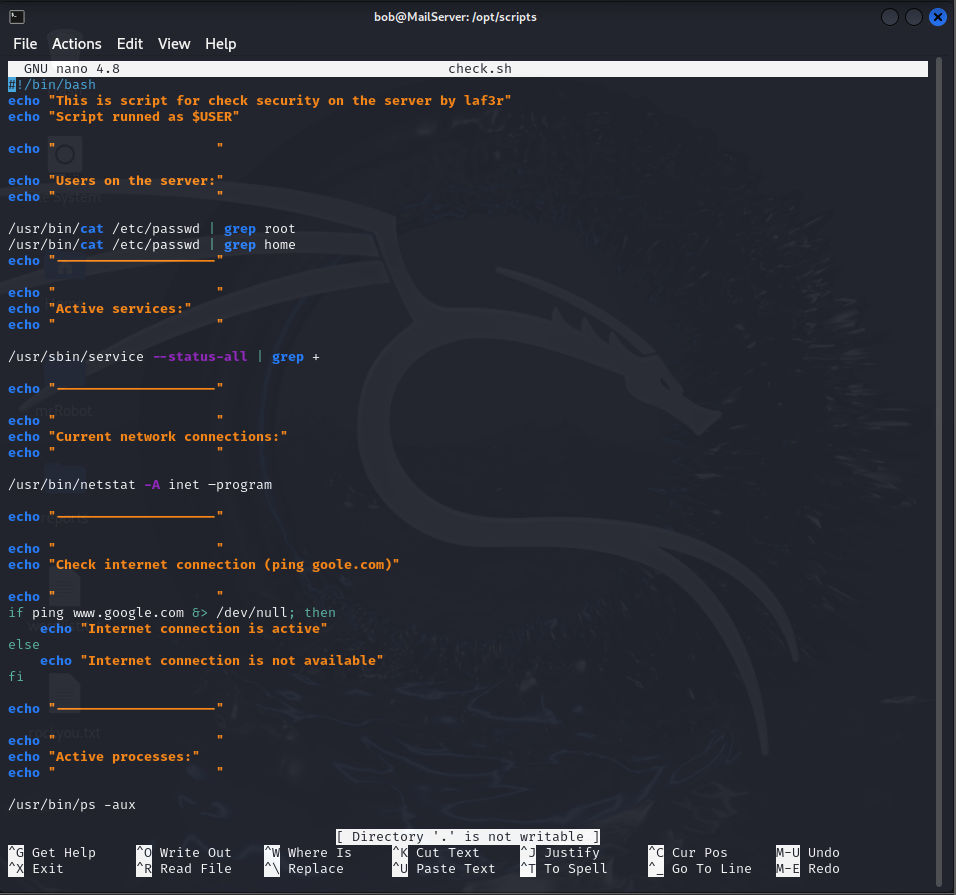 bob@MailServer: /opt/scripts
File Actions Edit View Help
GNU nano 4.8 check.sh
#!/bin/bash
echo "This is script for check security on the server by laf3r"
echo "Script runned as $USER"
echo "                    "
echo "Users on the server:"
echo "                    "
/usr/bin/cat /etc/passwd | grep root
/usr/bin/cat /etc/passwd | grep home
echo "--------------------"
echo "                    "
echo "Active services:"
echo "                    "
/usr/sbin/service --status-all | grep +
echo "--------------------"
echo "                    "
echo "Current network connections:"
echo "                    "
/usr/bin/netstat -A inet -program
echo "--------------------"
echo "                    "
echo "Check internet connection (ping goole.com)"
echo "                    "
if ping www.google.com &> /dev/null; then
    echo "Internet connection is active"
else
    echo "Internet connection is not available"
fi
echo "--------------------"
echo "                    "
echo "Active processes:"
echo "                    "
/usr/bin/ps -aux
[ Directory '.' is not writable ]
^G Get Help ^O Write Out ^W Where Is ^K Cut Text ^J Justify ^C Cur Pos M-U Undo
^X Exit ^R Read File ^\ Replace ^U Paste Text ^T To Spell ^_ Go To Line M-E Redo